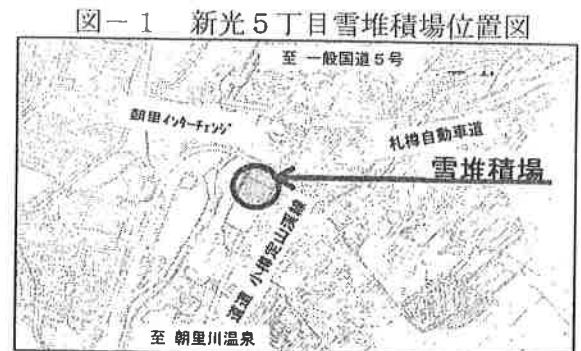 図－1　新光5丁目雪堆積場位置図
至 一般国道5号
朝里インターチェンジ
札樽自動車道
雪堆積場
道道 小樽定山渓線
至 朝里川温泉